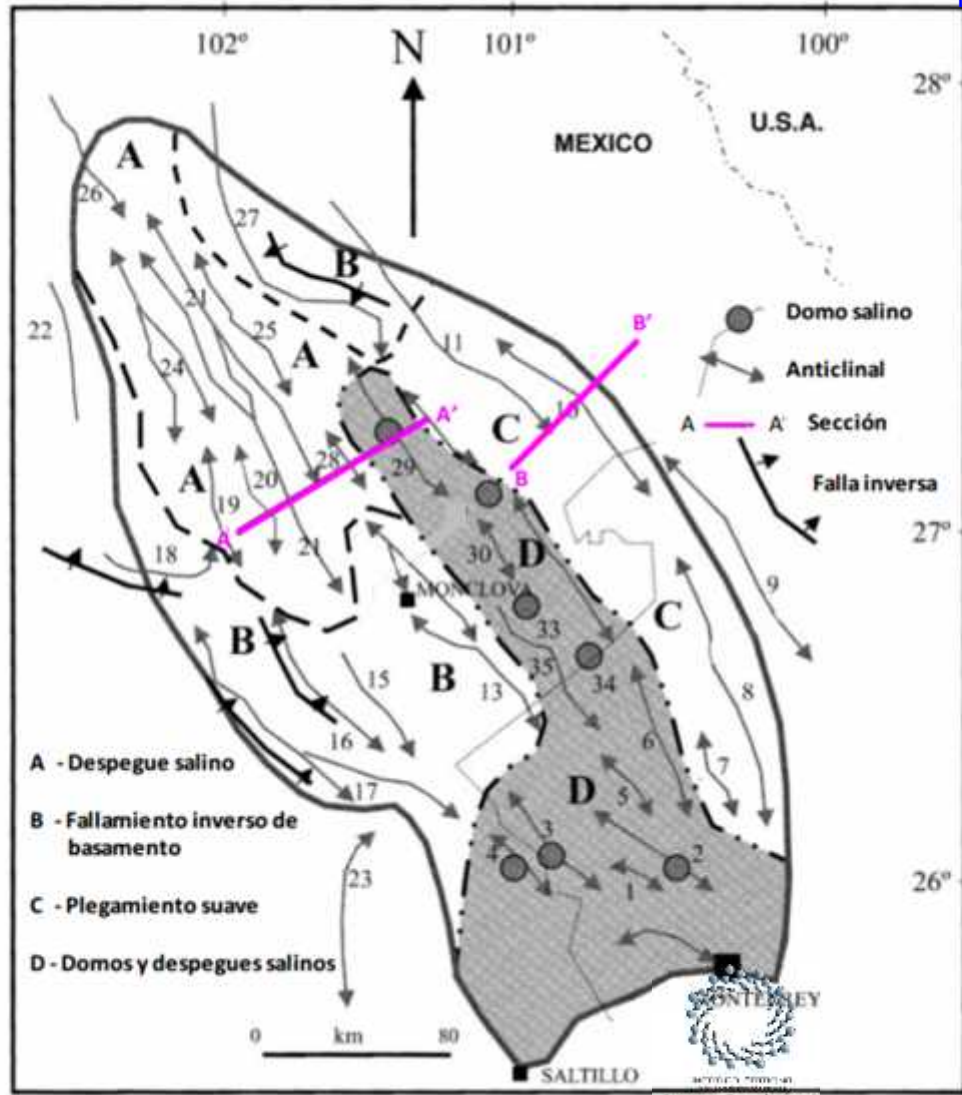 102º
101º
100º
28º
27º
26º
N
MEXICO
U.S.A.
Domo salino
Anticlinal
A
A'
Sección
Falla inversa
A
26
27
B
B'
22
21
25
A
11
24
10
C
A'
B
28
29
A
19
20
A
21
18
30
D
9
MONCLOVA
33
C
B
B
35
34
15
13
8
16
6
7
17
D
5
3
4
2
1
23
A - Despegue salino
B - Fallamiento inverso de
basamento
C - Plegamiento suave
D - Domos y despegues salinos
0
km
80
MONTERREY
SALTILLO